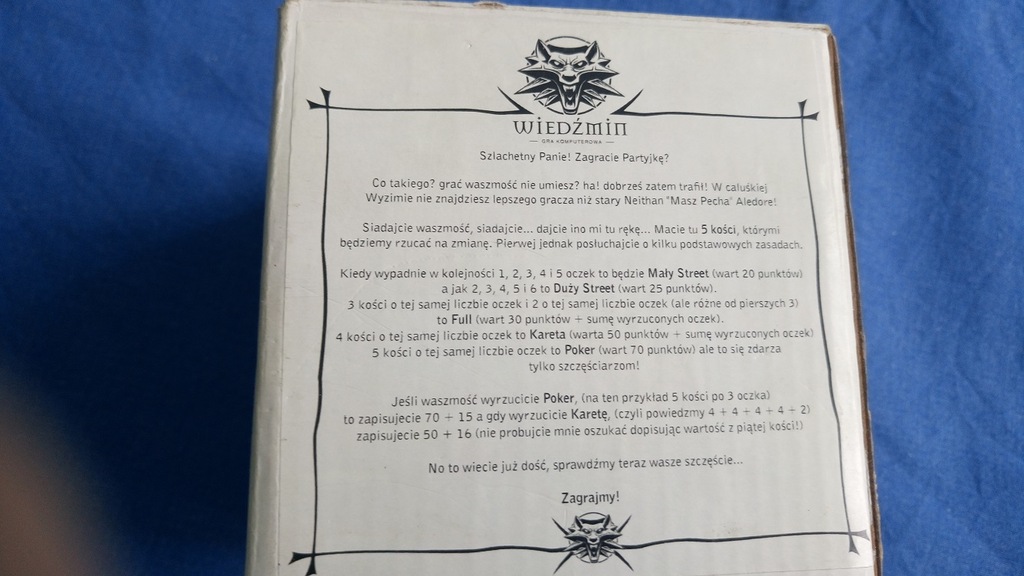 WIEDŹMIN
— GRA KOMPUTEROWA —
Szlachetny Panie! Zagracie Partyjkę?
Co takiego? grać waszmość nie umiesz? ha! dobrześ zatem trafił! W caluśkiej
Wyzimie nie znajdziesz lepszego gracza niż stary Neithan "Masz Pecha" Aledore!
Siadajcie waszmość, siadajcie... dajcie ino mi tu rękę... Macie tu 5 kości, którymi
będziemy rzucać na zmianę. Pierwej jednak posłuchajcie o kilku podstawowych zasadach.
Kiedy wypadnie w kolejności 1, 2, 3, 4 i 5 oczek to będzie Mały Street (wart 20 punktów)
a jak 2, 3, 4, 5 i 6 to Duży Street (wart 25 punktów).
3 kości o tej samej liczbie oczek i 2 o tej samej liczbie oczek (ale różne od pierszych 3)
to Full (wart 30 punktów + sumę wyrzuconych oczek).
4 kości o tej samej liczbie oczek to Kareta (warta 50 punktów + sumę wyrzuconych oczek)
5 kości o tej samej liczbie oczek to Poker (wart 70 punktów) ale to się zdarza
tylko szczęściarzom!
Jeśli waszmość wyrzucicie Poker, (na ten przykład 5 kości po 3 oczka)
to zapisujecie 70 + 15 a gdy wyrzucicie Karetę, (czyli powiedzmy 4 + 4 + 4 + 4 + 2)
zapisujecie 50 + 16 (nie probujcie mnie oszukać dopisując wartość z piątej kości!)
No to wiecie już dość, sprawdźmy teraz wasze szczęście...
Zagrajmy!